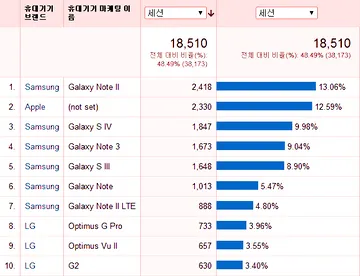 휴대기기 브랜드 휴대기기 마케팅 이름 세션 세션
18,510 18,510
전체 대비 비율(%): 48.49% (38,173) 전체 대비 비율(%): 48.49% (38,173)
1. Samsung Galaxy Note II 2,418 13.06%
2. Apple (not set) 2,330 12.59%
3. Samsung Galaxy S IV 1,847 9.98%
4. Samsung Galaxy Note 3 1,673 9.04%
5. Samsung Galaxy S III 1,648 8.90%
6. Samsung Galaxy Note 1,013 5.47%
7. Samsung Galaxy Note II LTE 888 4.80%
8. LG Optimus G Pro 733 3.96%
9. LG Optimus Vu II 657 3.55%
10. LG G2 630 3.40%